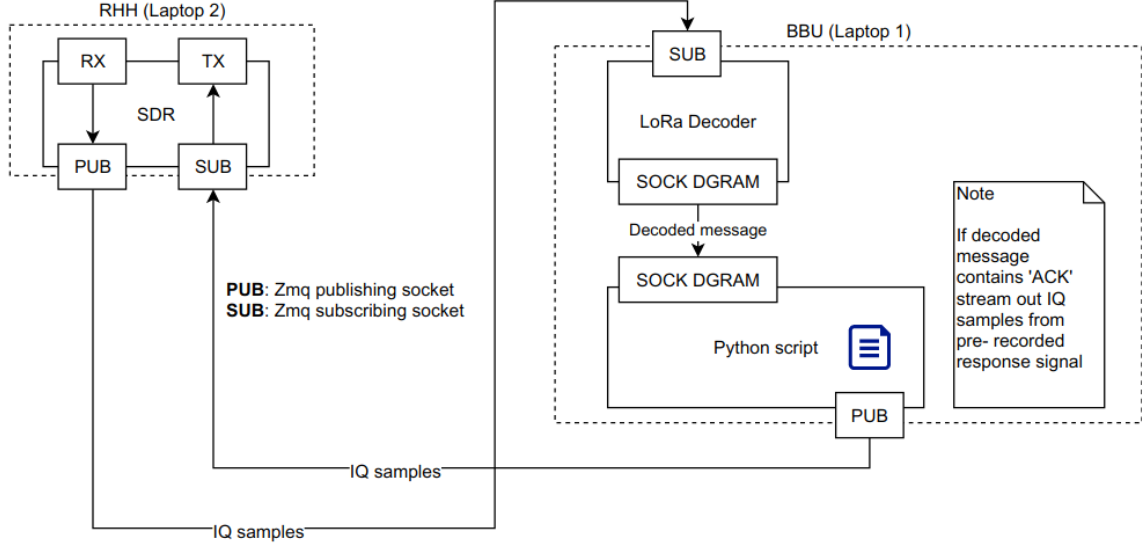 RHH (Laptop 2)
RX
TX
SDR
PUB
SUB
BBU (Laptop 1)
SUB
LoRa Decoder
SOCK DGRAM
Decoded message
SOCK DGRAM
Python script
PUB
Note
If decoded
message
contains 'ACK'
stream out IQ
samples from
pre- recorded
response signal
PUB: Zmq publishing socket
SUB: Zmq subscribing socket
IQ samples
IQ samples